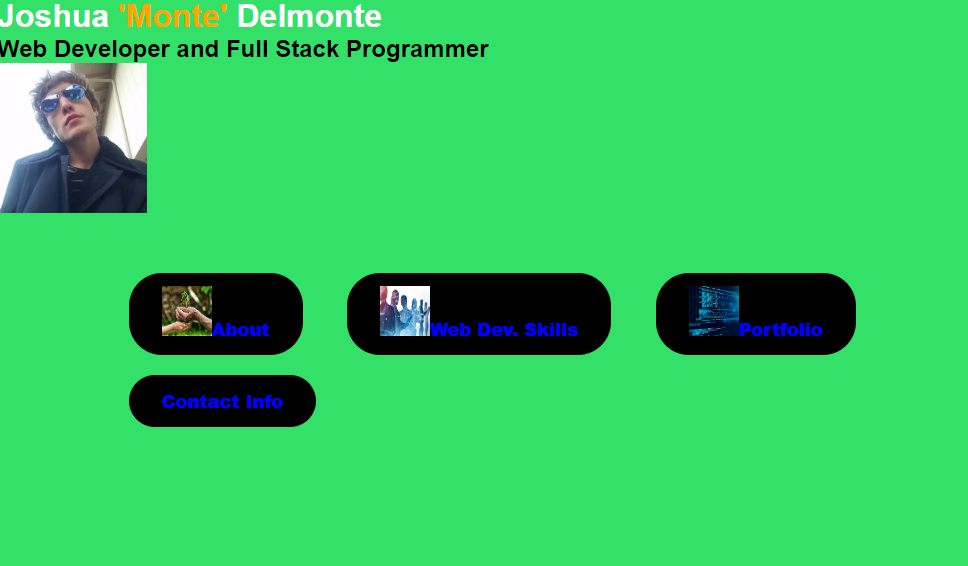 Joshua 'Monte' Delmonte
Web Developer and Full Stack Programmer
About
Web Dev. Skills
Portfolio
Contact Info